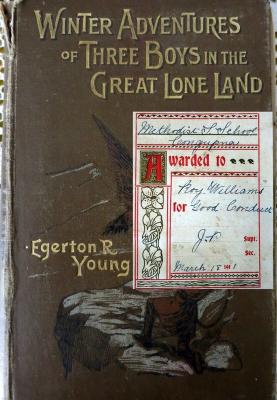 WINTER ADVENTURES
OF THREE BOYS IN THE
GREAT LONE LAND
Methodist S. School
Congupna
Awarded to
Roy Williams
for Good Conduct
Supt.
Sec.
March 15
Egerton R.
Young